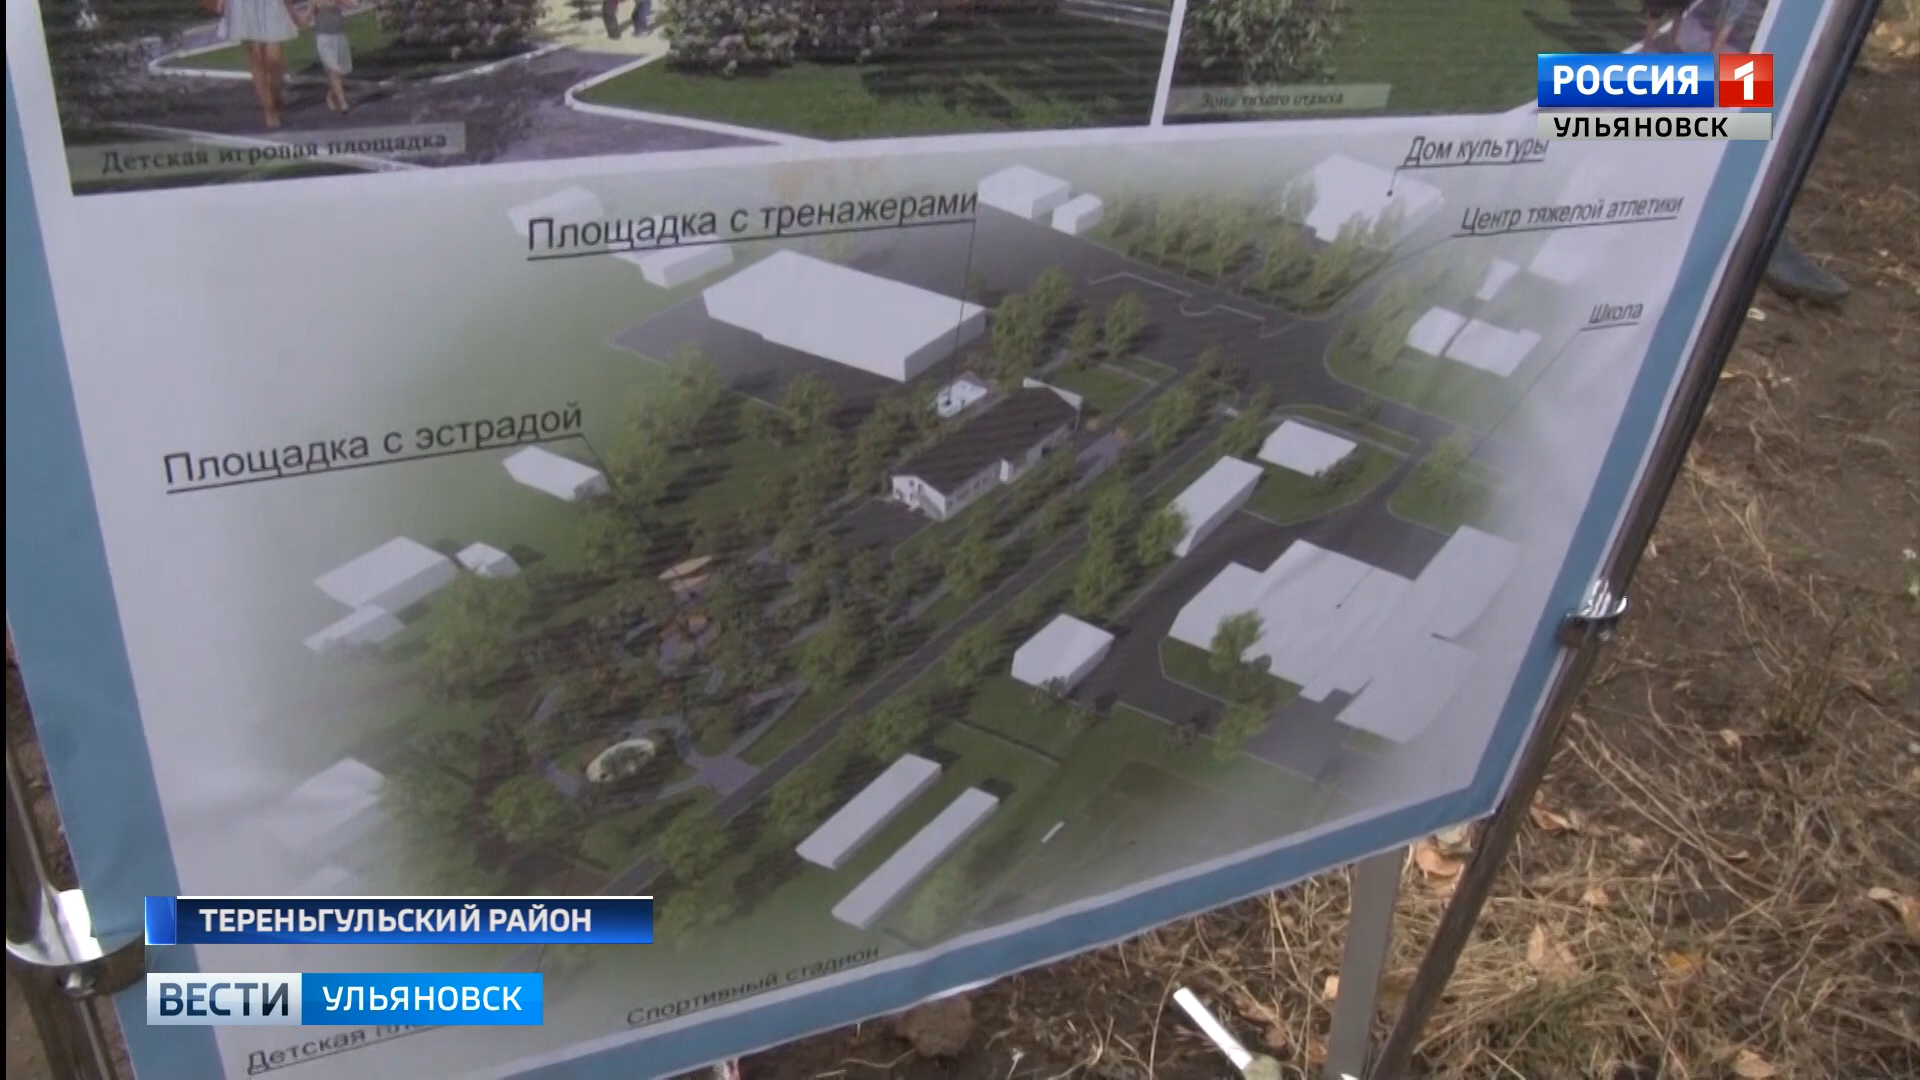 РОССИЯ 1
УЛЬЯНОВСК
Зона тихого отдыха
Детская игровая площадка
Дом культуры
Площадка с тренажерами
Центр тяжелой атлетики
Школа
Площадка с эстрадой
ТЕРЕНЬГУЛЬСКИЙ РАЙОН
Спортивный стадион
ВЕСТИ УЛЬЯНОВСК
Детская